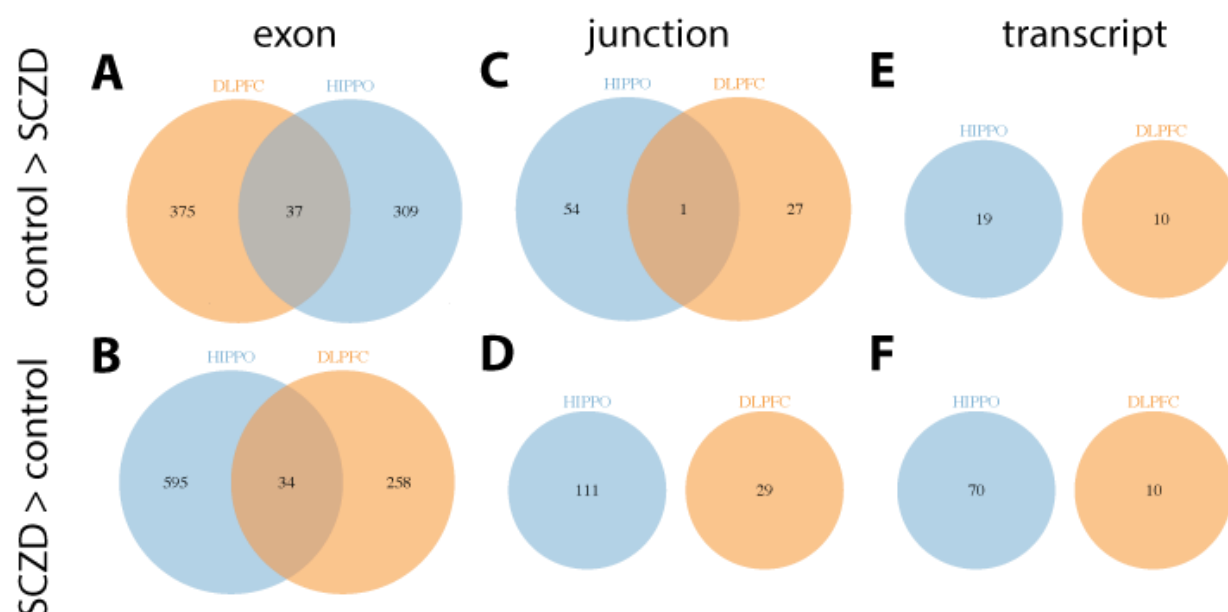 exon junction transcript
control > SCZD
A
DLPFC HIPPO
375 37 309
C
HIPPO DLPFC
54 1 27
E
HIPPO DLPFC
19 10
SCZD > control
B
HIPPO DLPFC
595 34 258
D
HIPPO DLPFC
111 29
F
HIPPO DLPFC
70 10